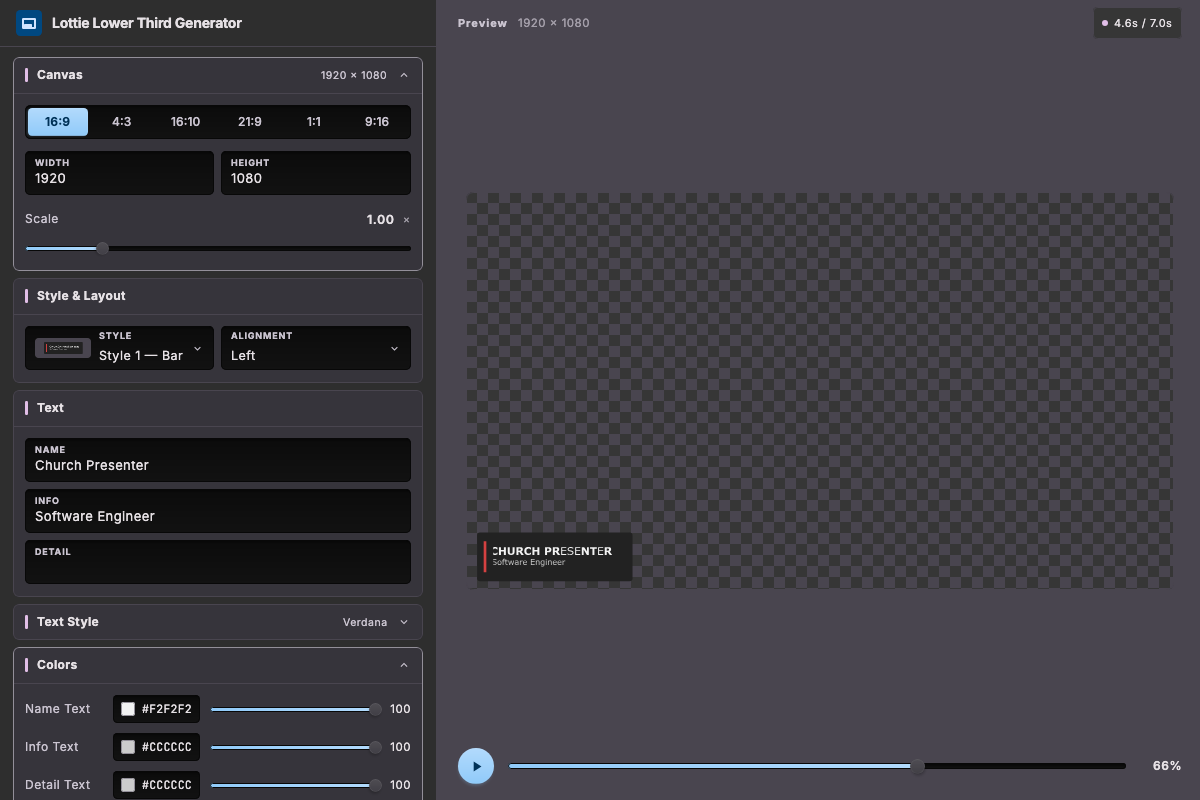 Lottie Lower Third Generator
Preview 1920 × 1080
4.6s / 7.0s
Canvas 1920 × 1080
16:9 4:3 16:10 21:9 1:1 9:16
WIDTH HEIGHT
1920 1080
Scale 1.00 ×
Style & Layout
STYLE ALIGNMENT
Style 1 — Bar Left
Text
NAME
Church Presenter
INFO
Software Engineer
DETAIL
CHURCH PRESENTER
Software Engineer
Text Style Verdana
Colors
Name Text #F2F2F2 100
Info Text #CCCCCC 100
Detail Text #CCCCCC 100
66%